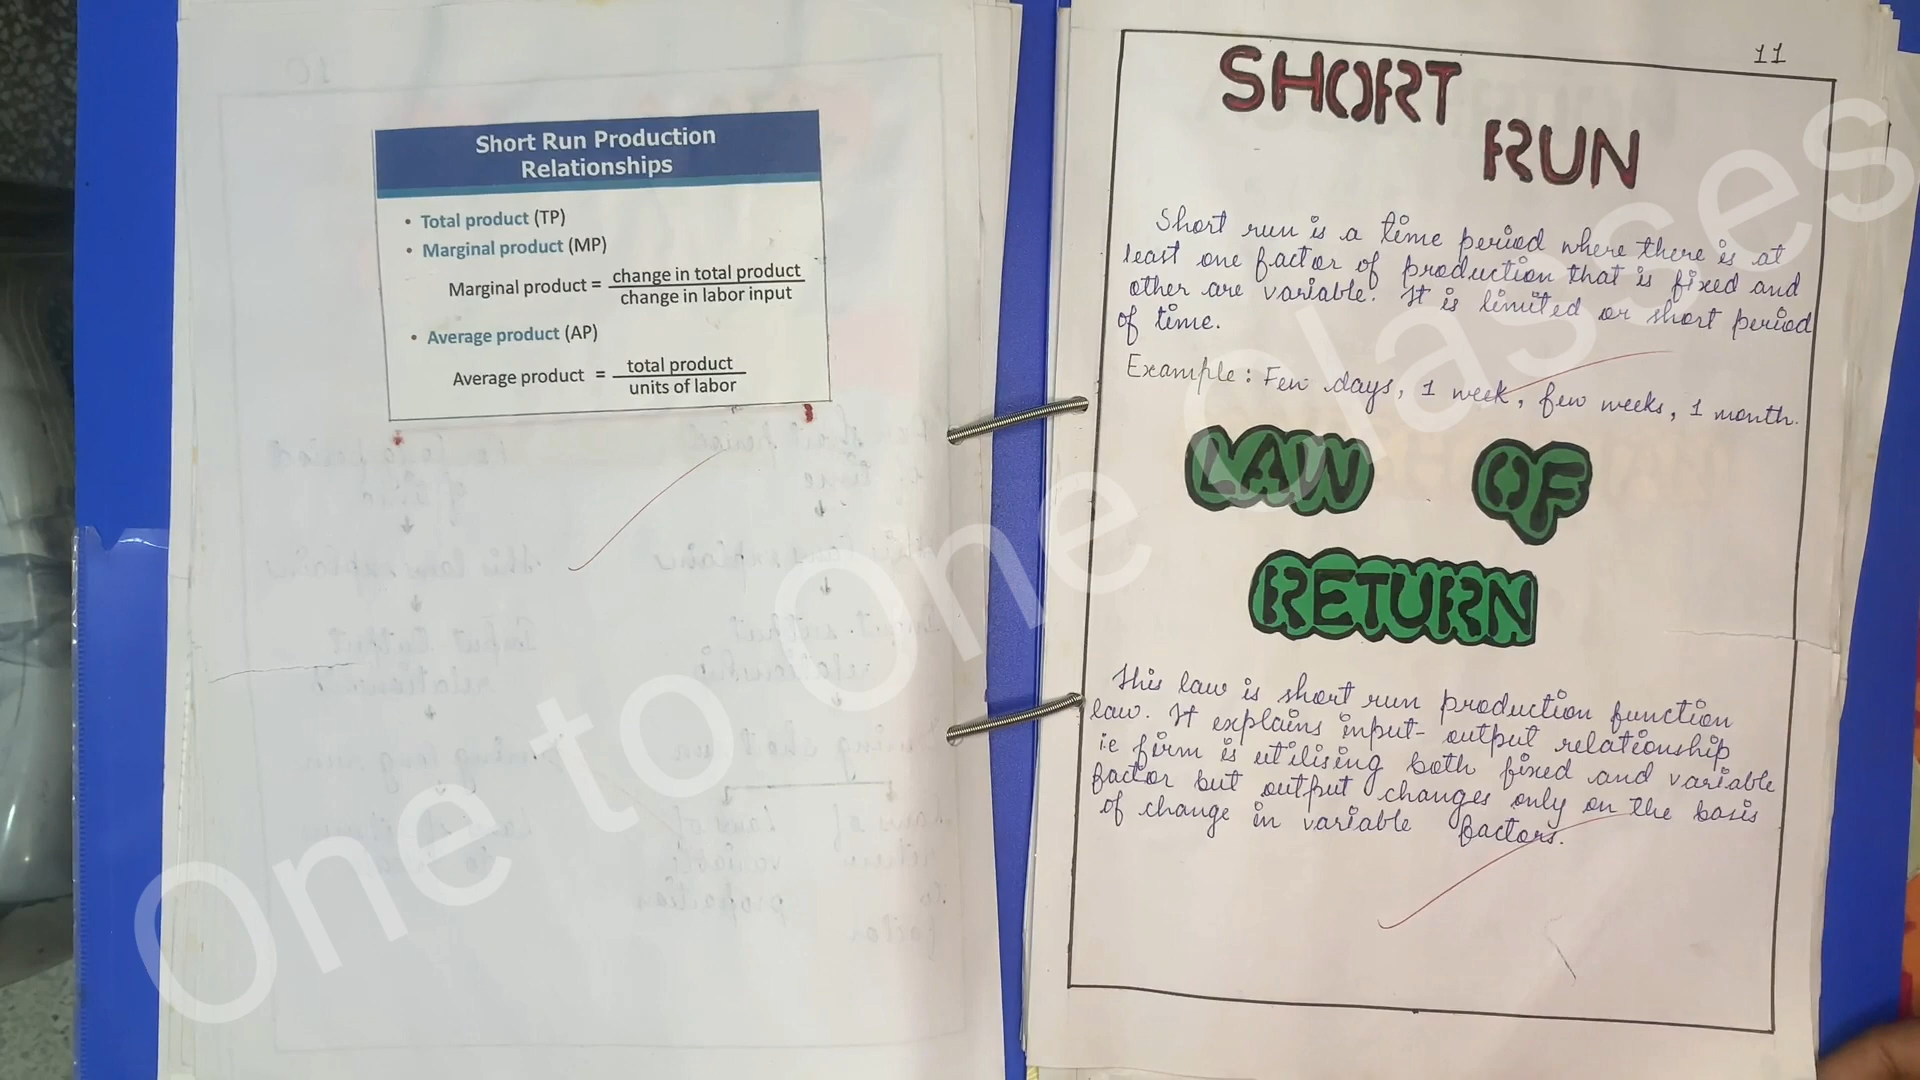 Short Run Production
Relationships
• Total product (TP)
• Marginal product (MP)
Marginal product = change in total product
change in labor input
• Average product (AP)
Average product = total product
units of labor
11
SHORT
RUN
Short run is a time period where there is at
least one factor of production that is fixed and
other are variable. It is limited or short period
of time.
Example : Few days, 1 week, few weeks, 1 month.
LAW OF
RETURN
This law is short run production function
law. It explains input-output relationship
i.e firm is utilising both fixed and variable
factor but output changes only on the basis
of change in variable factors.
One to One Classes